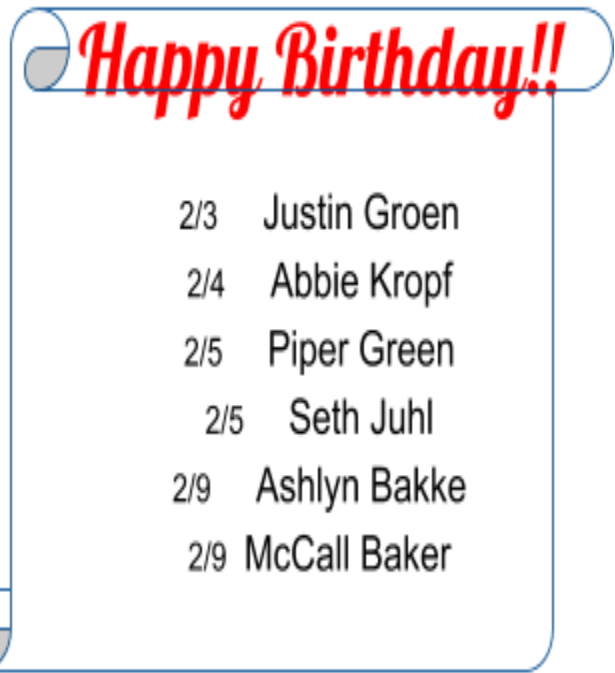 Happy Birthday!!
2/3 Justin Groen
2/4 Abbie Kropf
2/5 Piper Green
2/5 Seth Juhl
2/9 Ashlyn Bakke
2/9 McCall Baker